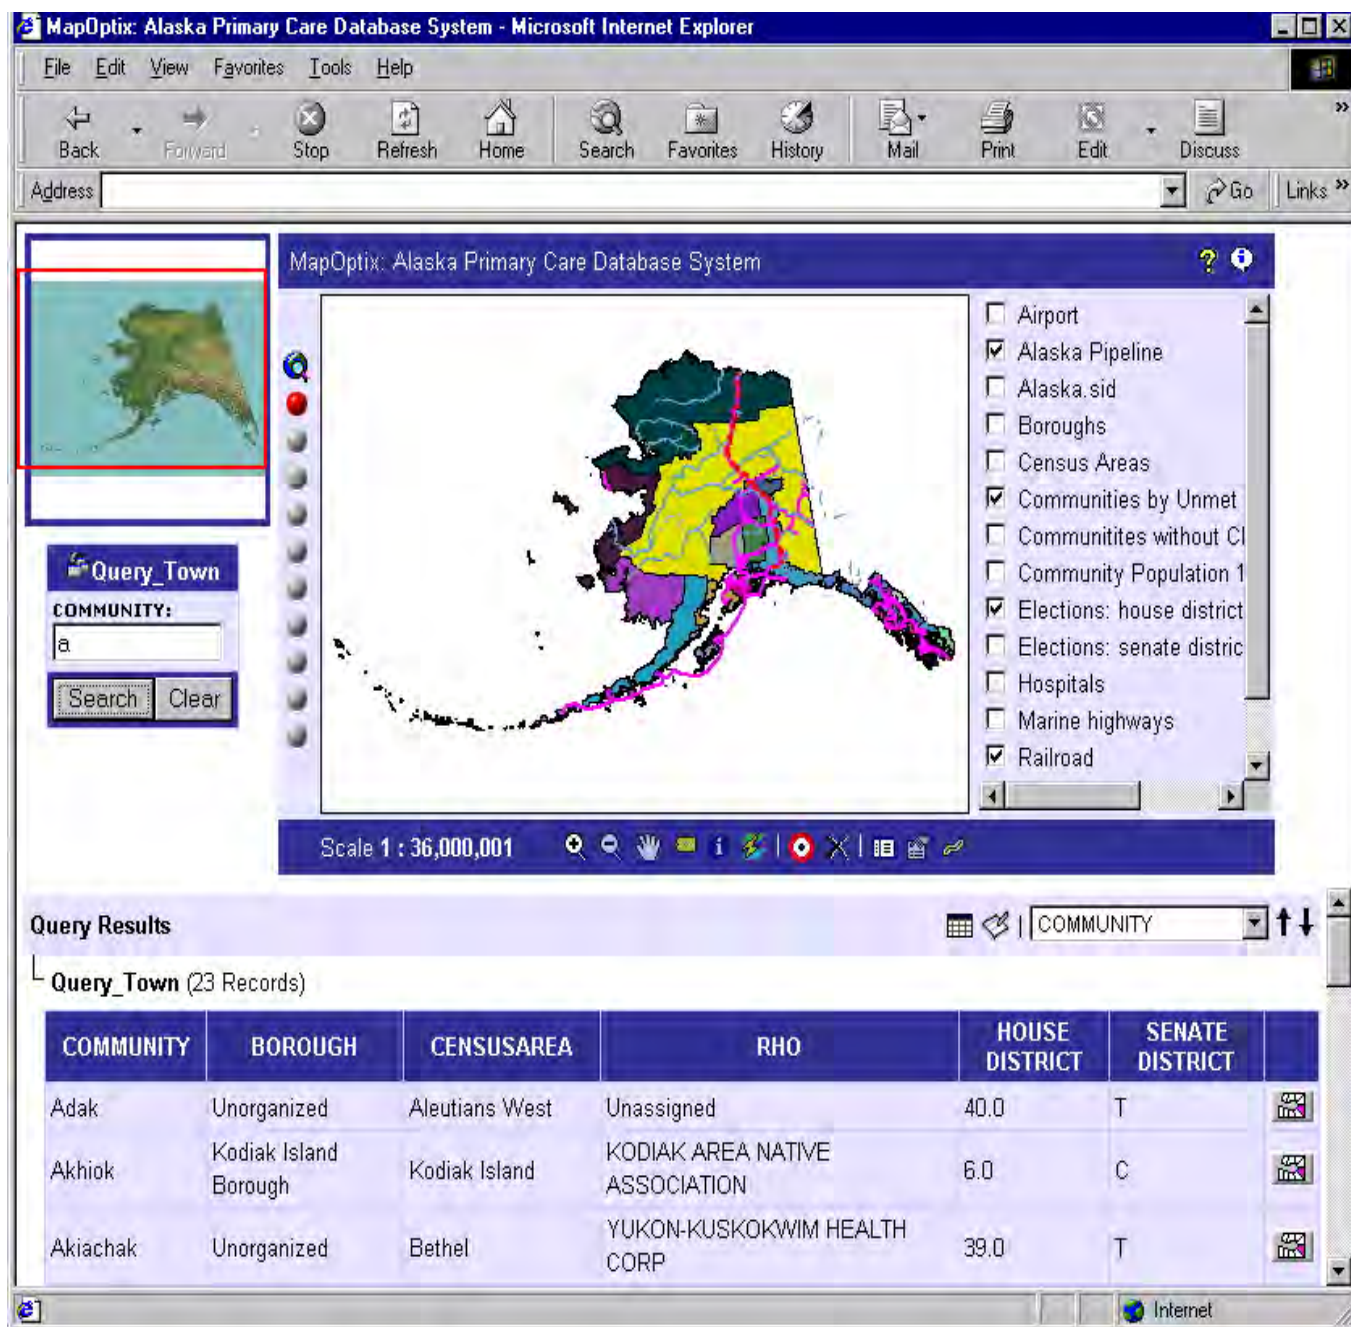 MapOptix: Alaska Primary Care Database System - Microsoft Internet Explorer
File Edit View Favorites Tools Help
Back Forward Stop Refresh Home Search Favorites History Mail Print Edit Discuss
Address Go Links
MapOptix: Alaska Primary Care Database System
Airport
Alaska Pipeline
Alaska.sid
Boroughs
Census Areas
Communities by Unmet
Communitites without Cl
Community Population 1
Elections: house district
Elections: senate distric
Hospitals
Marine highways
Railroad
Query_Town
COMMUNITY:
a
Search Clear
Scale 1 : 36,000,001
Query Results COMMUNITY
Query_Town (23 Records)
COMMUNITY BOROUGH CENSUSAREA RHO HOUSE DISTRICT SENATE DISTRICT
Adak Unorganized Aleutians West Unassigned 40.0 T
Akhiok Kodiak Island Borough Kodiak Island KODIAK AREA NATIVE ASSOCIATION 6.0 C
Akiachak Unorganized Bethel YUKON-KUSKOKWIM HEALTH CORP 39.0 T
Internet